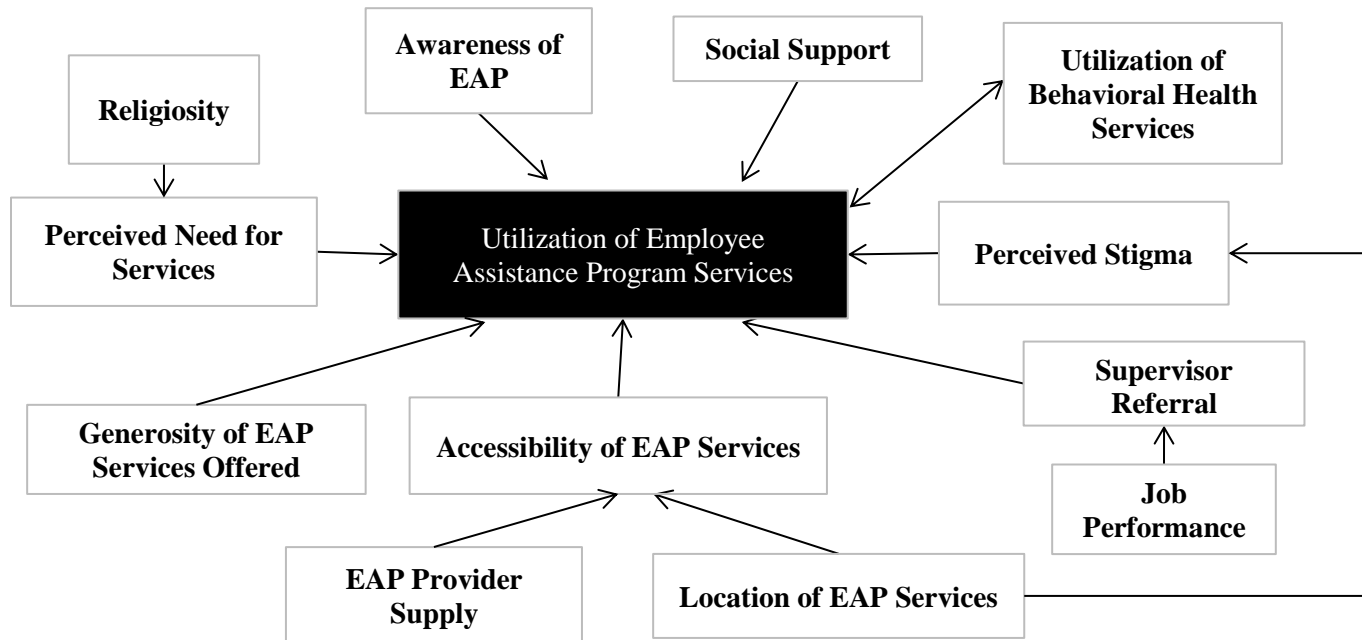 Awareness of
EAP
Social Support
Utilization of
Behavioral Health
Services
Religiosity
Perceived Need for
Services
Utilization of Employee
Assistance Program Services
Perceived Stigma
Supervisor
Referral
Generosity of EAP
Services Offered
Accessibility of EAP Services
Job
Performance
EAP Provider
Supply
Location of EAP Services